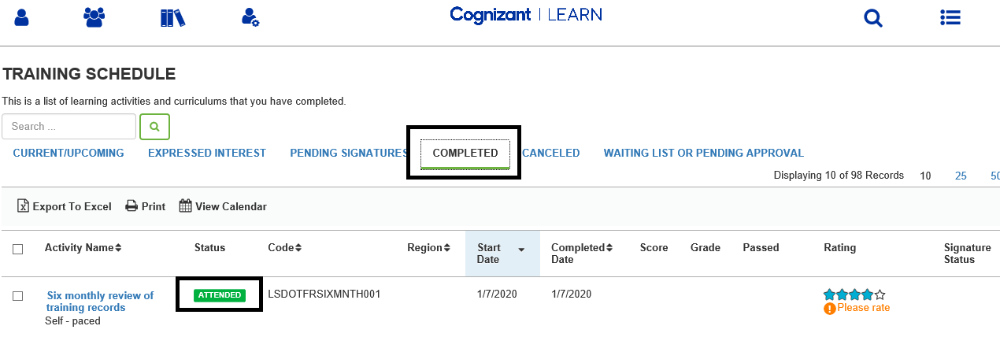 Cognizant | LEARN
TRAINING SCHEDULE
This is a list of learning activities and curriculums that you have completed.
Search ...
CURRENT/UPCOMING EXPRESSED INTEREST PENDING SIGNATURES COMPLETED CANCELED WAITING LIST OR PENDING APPROVAL
Displaying 10 of 98 Records 10 25 50
Export To Excel Print View Calendar
Activity Name Status Code Region Start Date Completed Date Score Grade Passed Rating Signature Status
Six monthly review of training records
Self - paced
ATTENDED
LSDOTFRSIXMNTH001
1/7/2020
1/7/2020
Please rate